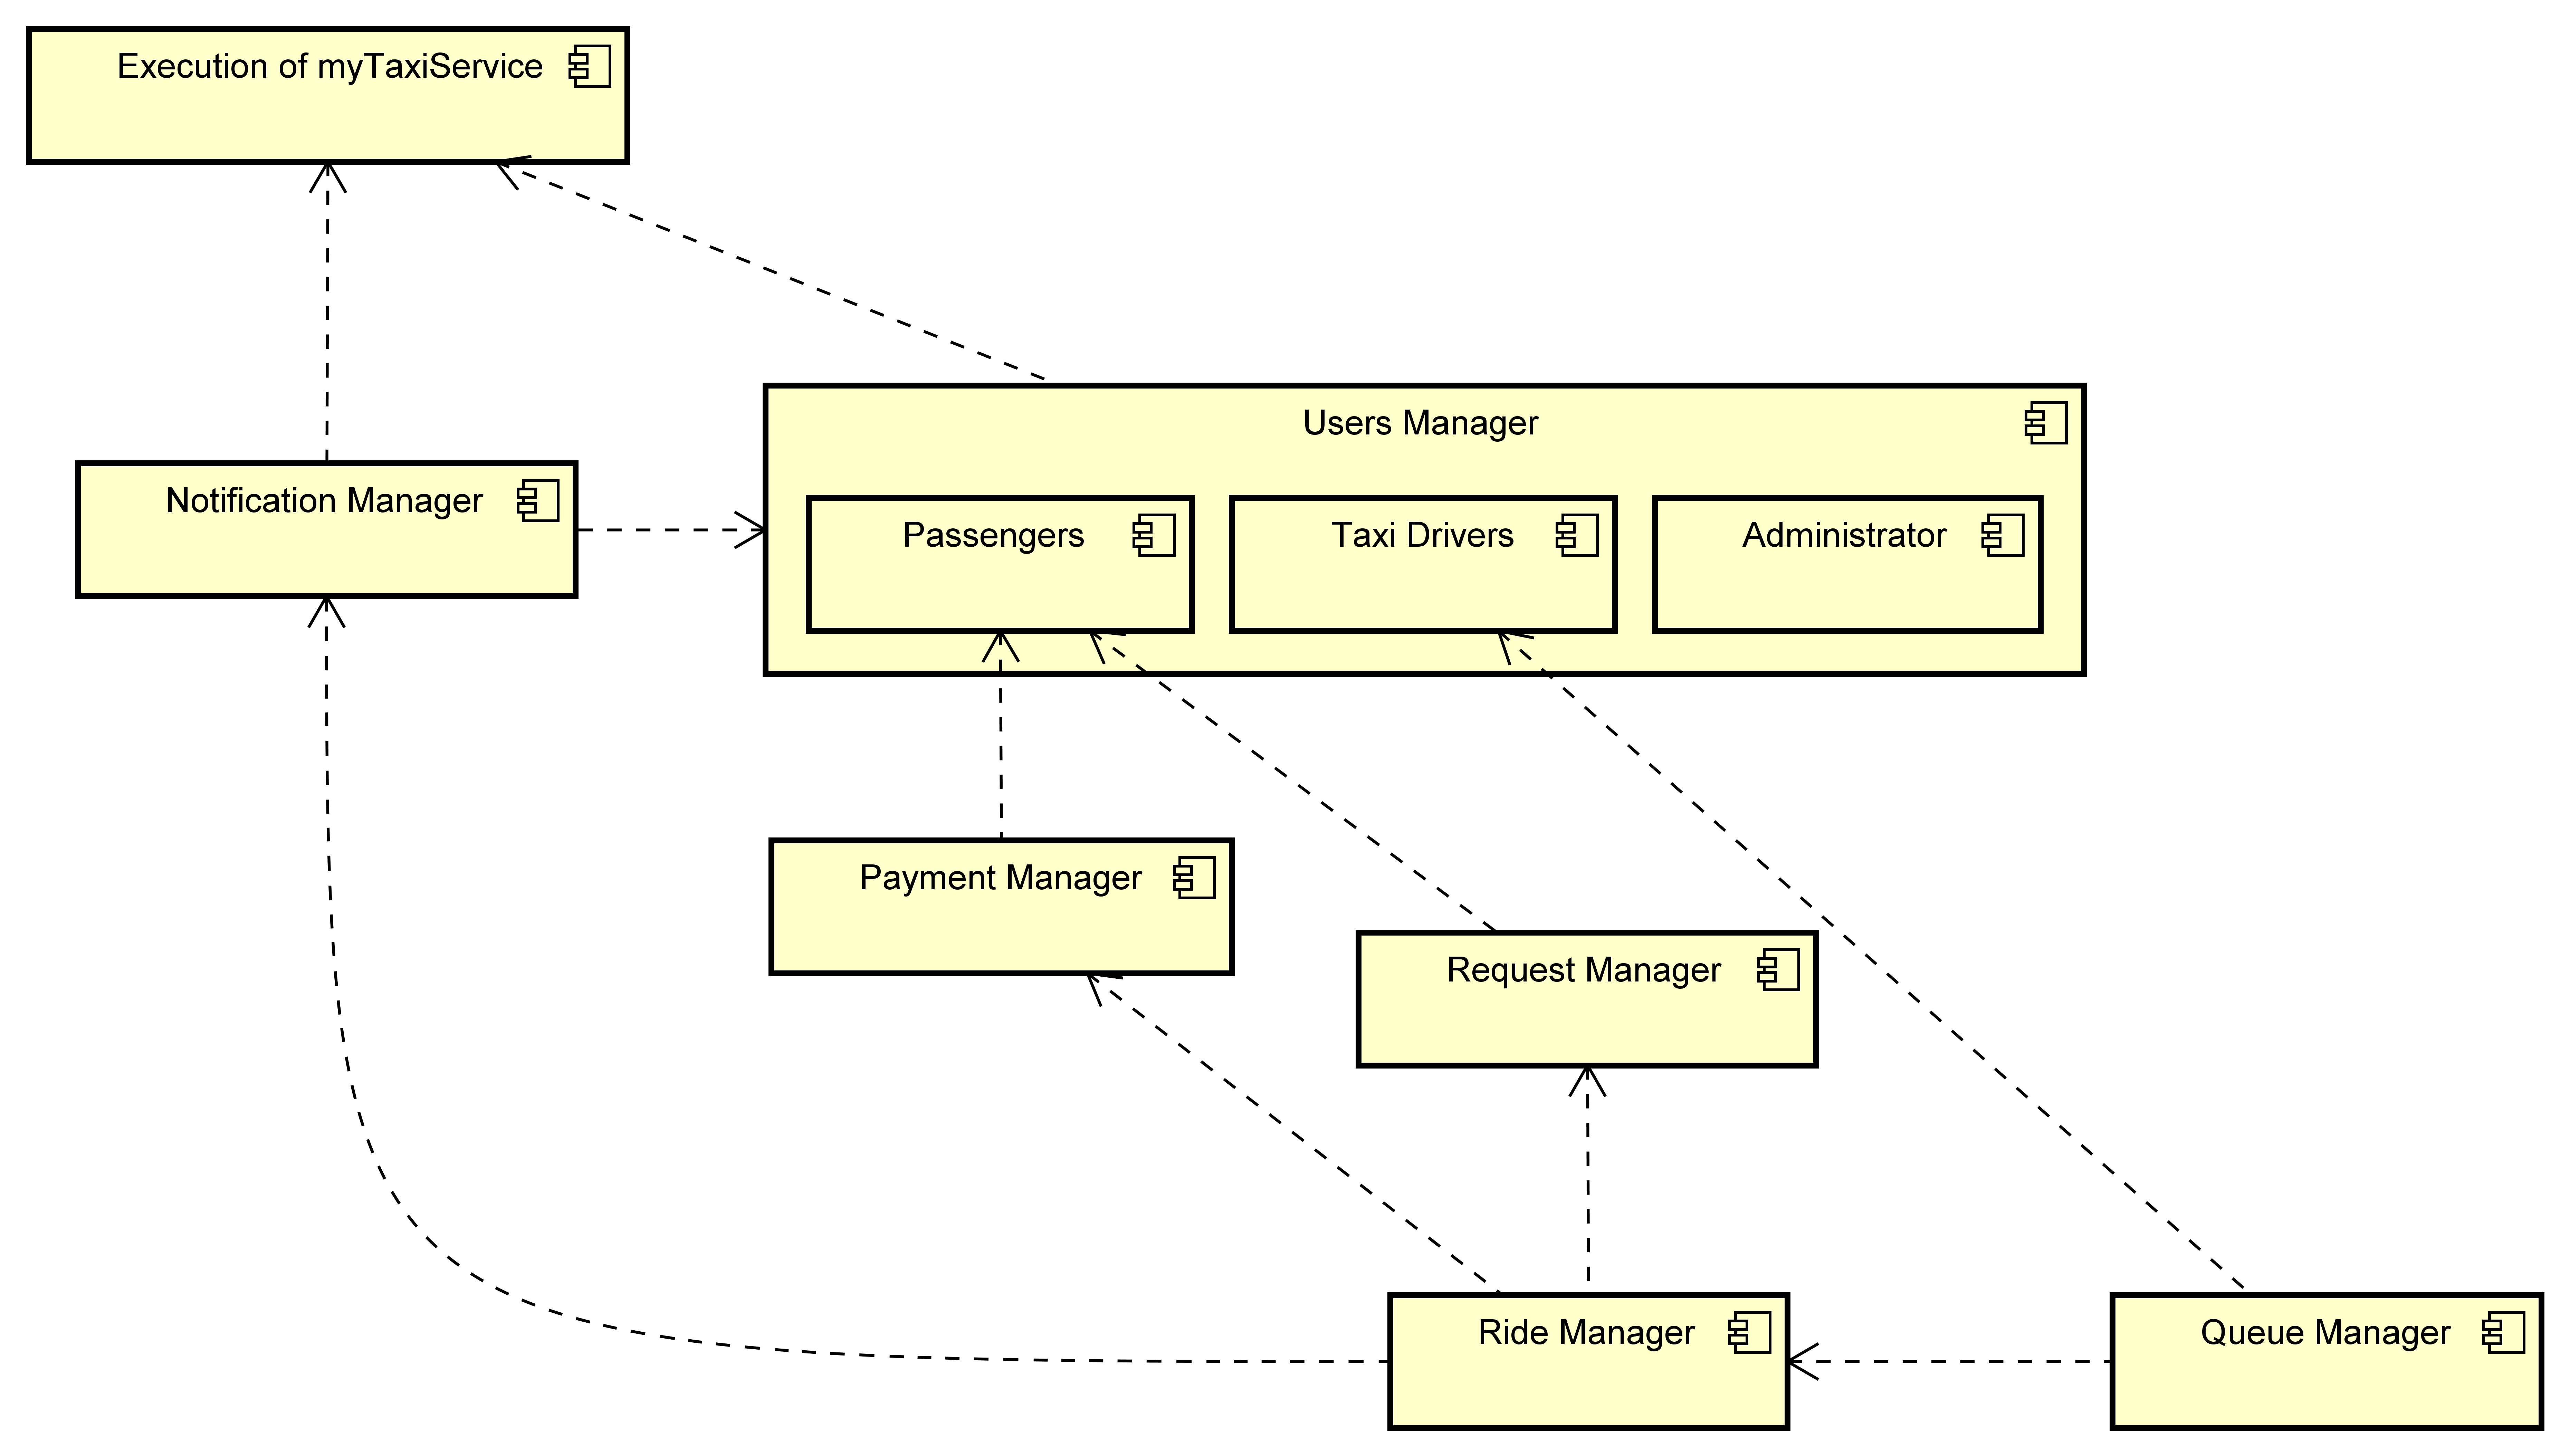 Execution of myTaxiService
Users Manager
Notification Manager
Passengers
Taxi Drivers
Administrator
Payment Manager
Request Manager
Ride Manager
Queue Manager